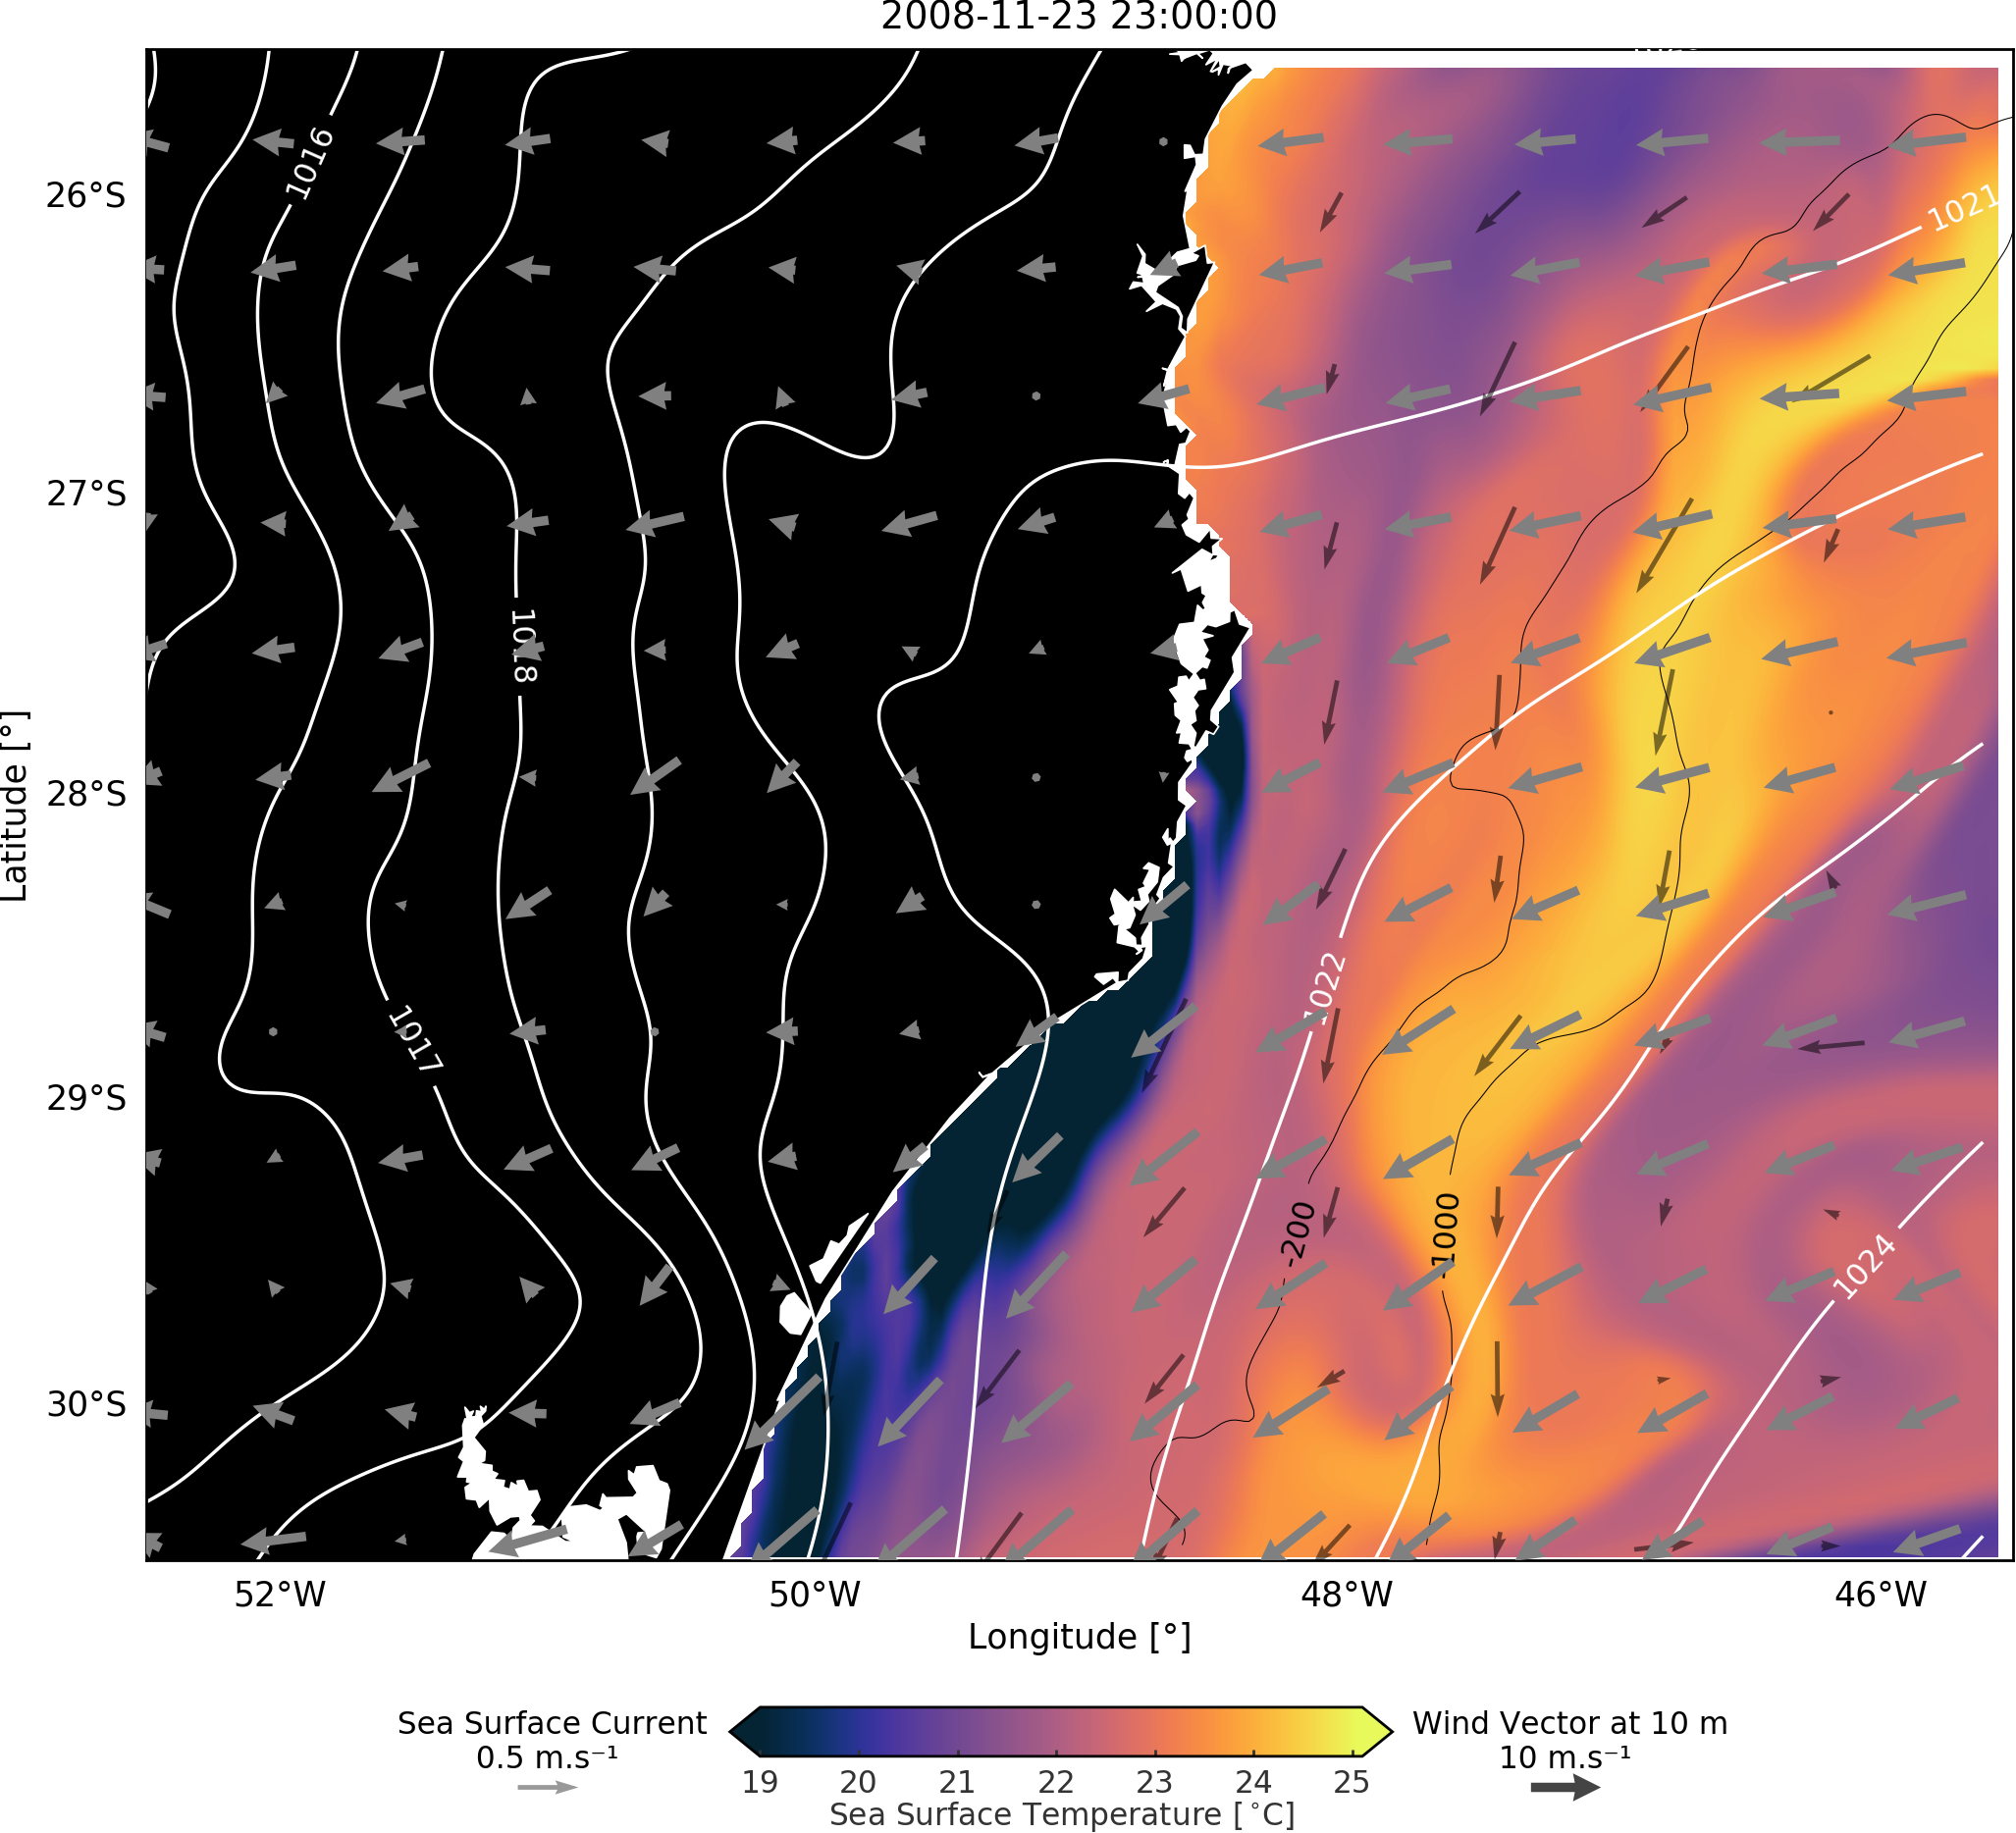 2008-11-23 23:00:00
1016
1021
26°S
27°S
1018
28°S
Latitude [°]
1022
1017
29°S
-200
-1000
1024
30°S
52°W
50°W
48°W
46°W
Longitude [°]
Sea Surface Current
0.5 m.s⁻¹
Wind Vector at 10 m
10 m.s⁻¹
19 20 21 22 23 24 25
Sea Surface Temperature [°C]